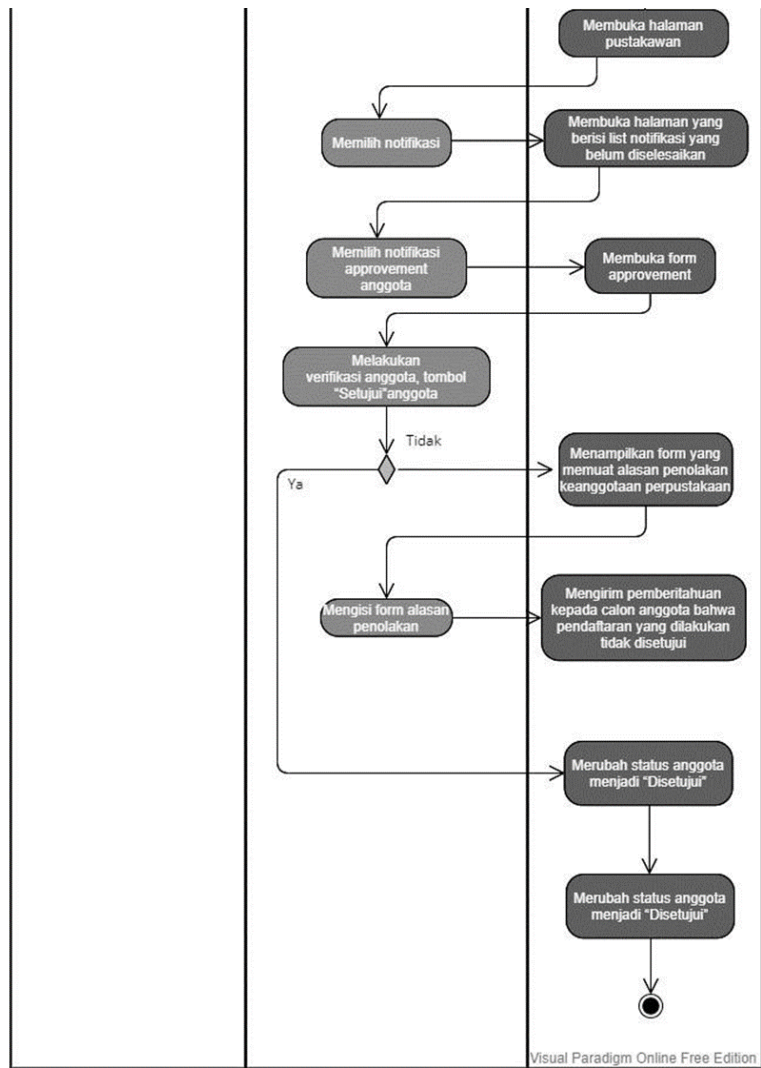 Membuka halaman
pustakawan
Memilih notifikasi
Membuka halaman yang
berisi list notifikasi yang
belum diselesaikan
Memilih notifikasi
approvement
anggota
Membuka form
approvement
Melakukan
verifikasi anggota, tombol
"Setujui"anggota
Tidak
Ya
Menampilkan form yang
memuat alasan penolakan
keanggotaan perpustakaan
Mengisi form alasan
penolakan
Mengirim pemberitahuan
kepada calon anggota bahwa
pendaftaran yang dilakukan
tidak disetujui
Merubah status anggota
menjadi "Disetujui"
Merubah status anggota
menjadi "Disetujui"
Visual Paradigm Online Free Edition